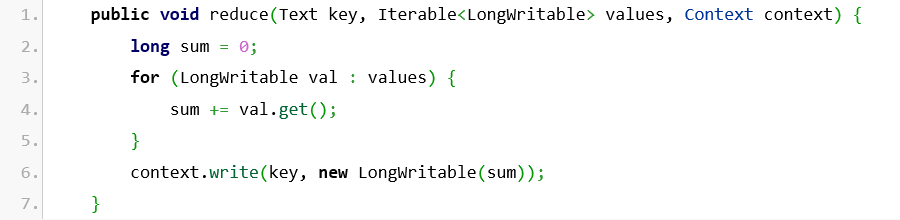 1. public void reduce(Text key, Iterable<LongWritable> values, Context context) {
2. long sum = 0;
3. for (LongWritable val : values) {
4. sum += val.get();
5. }
6. context.write(key, new LongWritable(sum));
7. }